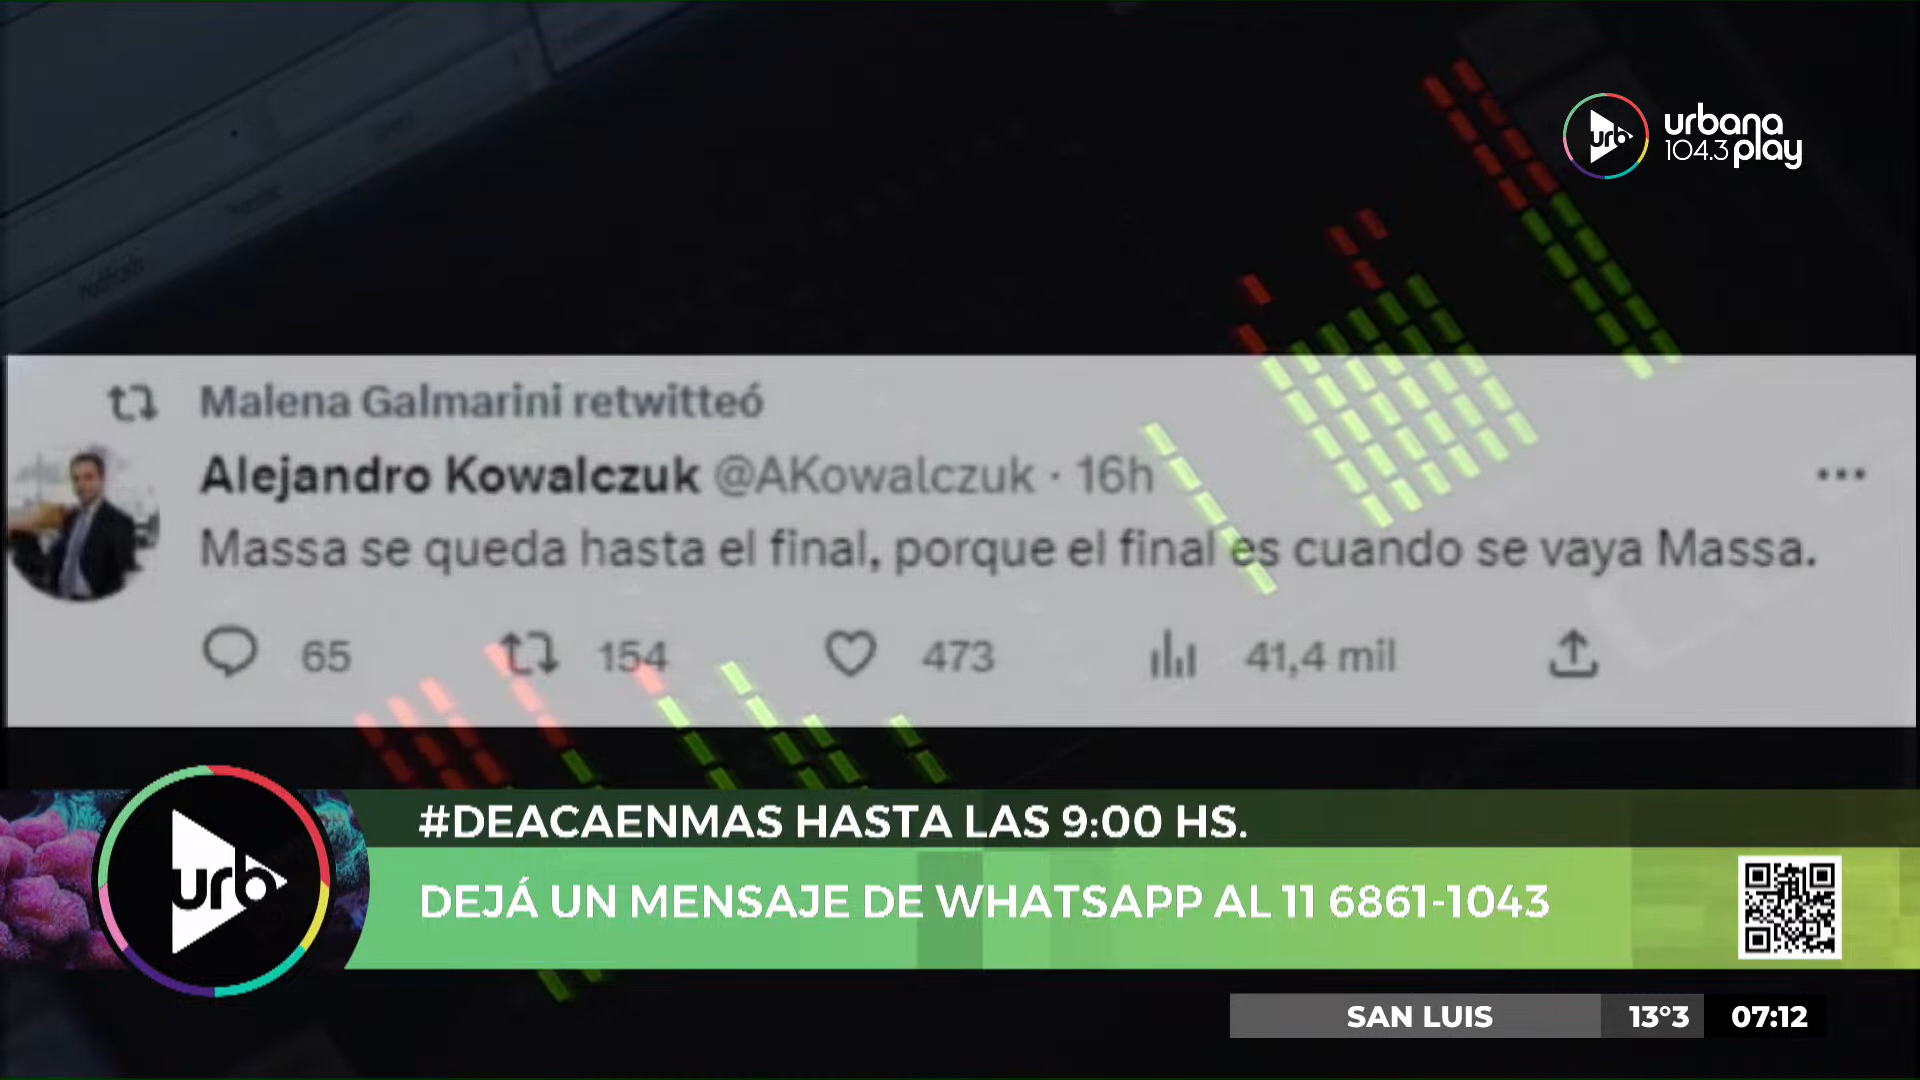 urb
urbana
104.3 play
Malena Galmarini retwitteó
Alejandro Kowalczuk @AKowalczuk · 16h
Massa se queda hasta el final, porque el final es cuando se vaya Massa.
65 154 473 41,4 mil
#DEACAENMAS HASTA LAS 9:00 HS.
urb
DEJÁ UN MENSAJE DE WHATSAPP AL 11 6861-1043
SAN LUIS 13°3 07:12